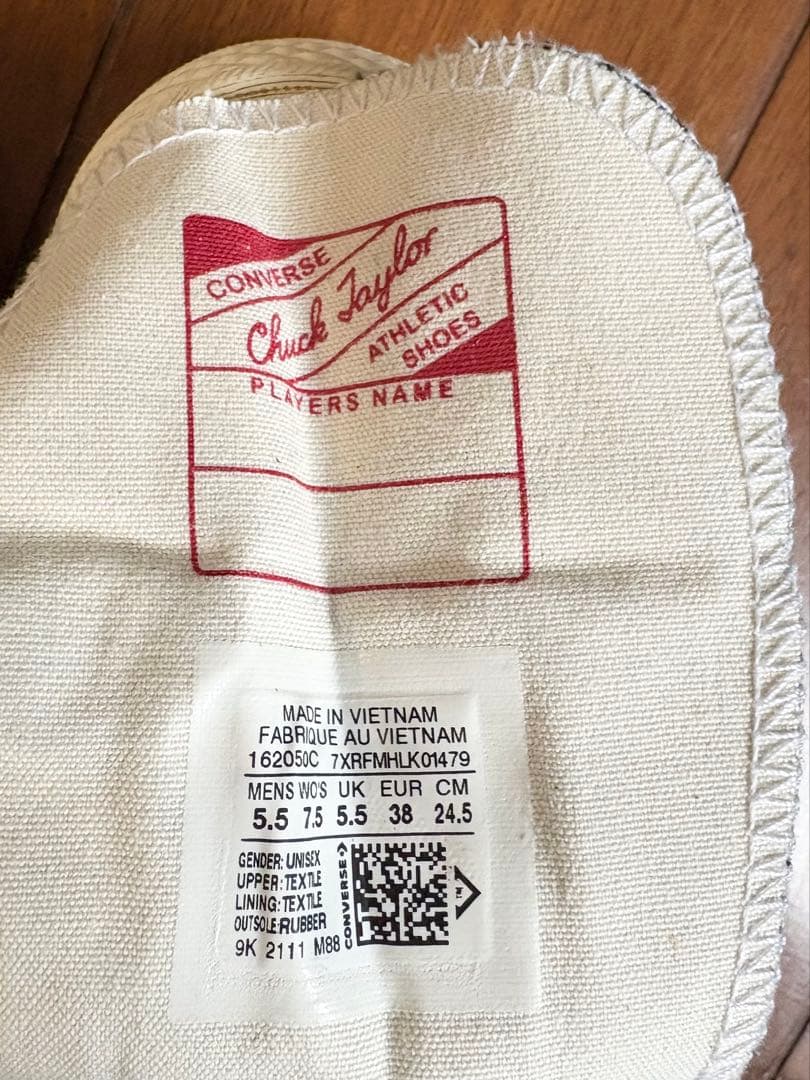 CONVERSE
Chuck Taylor
ATHLETIC
SHOES
PLAYERS NAME
MADE IN VIETNAM
FABRIQUE AU VIETNAM
162050C 7XRFMHLK01479
MENS WO'S UK EUR CM
5.5 7.5 5.5 38 24.5
GENDER: UNISEX
UPPER: TEXTILE
LINING: TEXTILE
OUTSOLE: RUBBER
9K 2111 M88
CONVERSE
TM